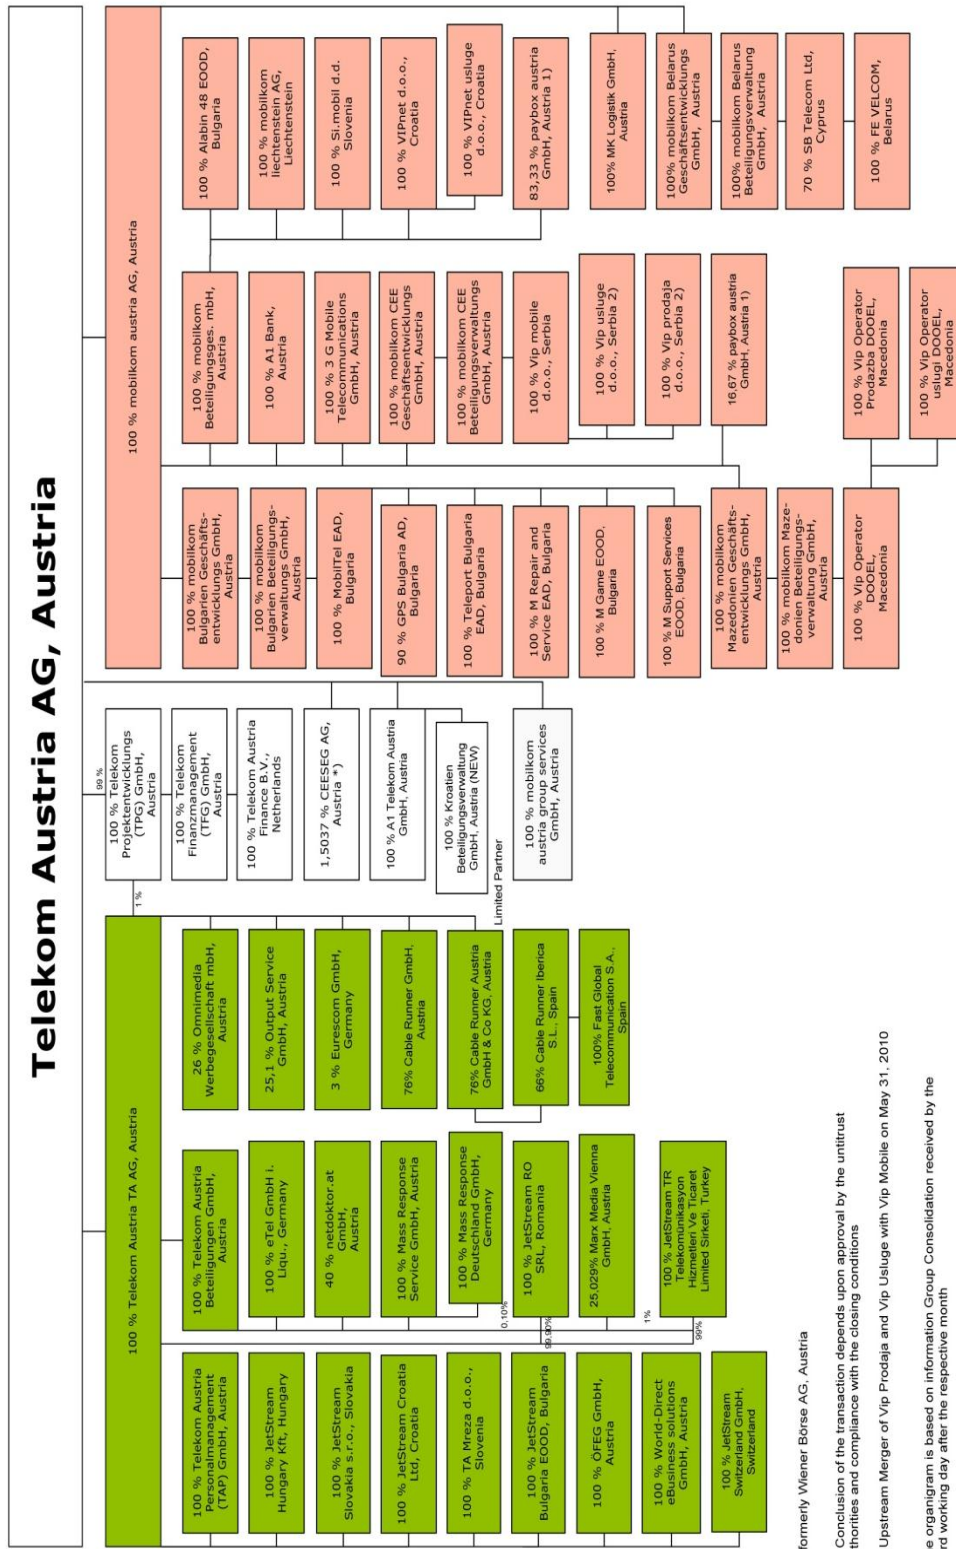 Telekom Austria AG, Austria
100 % Telekom Austria TA AG, Austria
100 % Telekom Austria
Personalmanagement
(TAP) GmbH, Austria
100 % JetStream
Hungary Kft, Hungary
100 % JetStream
Slovakia s.r.o., Slovakia
100 % JetStream Croatia
Ltd, Croatia
100 % TA Mreza d.o.o.,
Slovenia
100 % JetStream
Bulgaria EOOD, Bulgaria
100 % ÖFEG GmbH,
Austria
100 % World-Direct
eBusiness solutions
GmbH, Austria
100 % JetStream
Switzerland GmbH,
Switzerland
100 % Telekom Austria
Beteiligungen GmbH,
Austria
100 % eTel GmbH i.
Liqu., Germany
40 % netdoktor.at
GmbH,
Austria
100 % Mass Response
Service GmbH, Austria
100 % Mass Response
Deutschland GmbH,
Germany
0,10%
100 % JetStream RO
SRL, Romania
99,90%
25,029% Marx Media Vienna
GmbH, Austria
1%
100 % JetStream TR
Telekomünikasyon
Hizmetleri Ve Ticaret
Limited Sirketi, Turkey
99%
26 % Omnimedia
Werbegesellschaft mbH,
Austria
25,1 % Output Service
GmbH, Austria
3 % Eurescom GmbH,
Germany
76% Cable Runner GmbH,
Austria
76% Cable Runner Austria
GmbH & Co KG, Austria
Limited Partner
66% Cable Runner Iberica
S.L., Spain
100% Fast Global
Telecommunication S.A.,
Spain
1 %
99 %
100 % Telekom
Projektentwicklungs
(TPG) GmbH,
Austria
100 % Telekom
Finanzmanagement
(TFG) GmbH,
Austria
100 % Telekom Austria
Finance B.V.,
Netherlands
1,5037 % CEESEG AG,
Austria *)
100 % A1 Telekom Austria
GmbH, Austria
100 % Kroatien
Beteiligungsverwaltung
GmbH, Austria (NEW)
100 % mobilkom
austria group services
GmbH, Austria
100 % mobilkom austria AG, Austria
100 % mobilkom
Bulgarien Geschäfts-
entwicklungs GmbH,
Austria
100 % mobilkom
Bulgarien Beteiligungs-
verwaltungs GmbH,
Austria
100 % MobilTel EAD,
Bulgaria
90 % GPS Bulgaria AD,
Bulgaria
100 % Teleport Bulgaria
EAD, Bulgaria
100 % M Repair and
Service EAD, Bulgaria
100 % M Game EOOD,
Bulgaria
100 % M Support Services
EOOD, Bulgaria
100 % mobilkom
Mazedonien Geschäfts-
entwicklungs GmbH,
Austria
100 % mobilkom Maze-
donien Beteiligungs-
verwaltung GmbH,
Austria
100 % Vip Operator
DOOEL,
Macedonia
100 % mobilkom
Beteiligungsges. mbH,
Austria
100 % A1 Bank,
Austria
100 % 3 G Mobile
Telecommunications
GmbH, Austria
100 % mobilkom CEE
Geschäftsentwicklungs
GmbH, Austria
100 % mobilkom CEE
Beteiligungsverwaltungs
GmbH, Austria
100 % Vip mobile
d.o.o., Serbia
100 % Vip usluge
d.o.o., Serbia 2)
100 % Vip prodaja
d.o.o., Serbia 2)
16,67 % paybox austria
GmbH, Austria 1)
100 % Vip Operator
Prodazba DOOEL,
Macedonia
100 % Vip Operator
uslugi DOOEL,
Macedonia
100 % Alabin 48 EOOD,
Bulgaria
100 % mobilkom
liechtenstein AG,
Liechtenstein
100 % Si.mobil d.d.
Slovenia
100 % VIPnet d.o.o.,
Croatia
100 % VIPnet usluge
d.o.o., Croatia
83,33 % paybox austria
GmbH, Austria 1)
100% MK Logistik GmbH,
Austria
100% mobilkom Belarus
Geschäftsentwicklungs
GmbH, Austria
100% mobilkom Belarus
Beteiligungsverwaltung
GmbH, Austria
70 % SB Telecom Ltd,
Cyprus
100 % FE VELCOM,
Belarus
formerly Wiener Börse AG, Austria
Conclusion of the transaction depends upon approval by the untitrust
thorities and compliance with the closing conditions
Upstream Merger of Vip Prodaja and Vip Usluge with Vip Mobile on May 31, 2010
e organigram is based on information Group Consolidation received by the
rd working day after the respective month